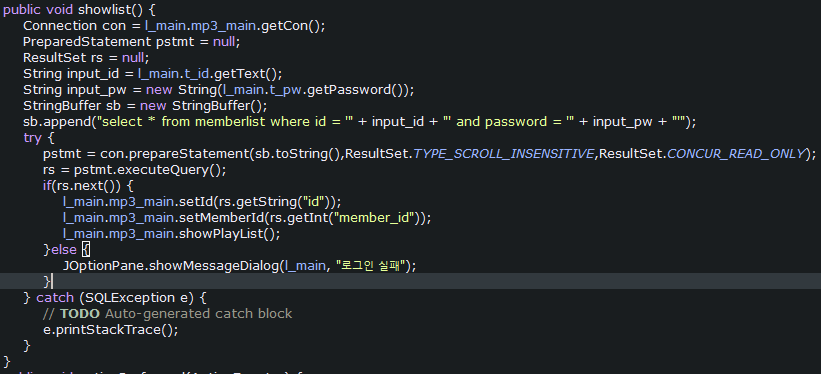 public void showlist() {
Connection con = l_main.mp3_main.getCon();
PreparedStatement pstmt = null;
ResultSet rs = null;
String input_id = l_main.t_id.getText();
String input_pw = new String(l_main.t_pw.getPassword());
StringBuffer sb = new StringBuffer();
sb.append("select * from memberlist where id = '" + input_id + "' and password = '" + input_pw + "'");
try {
pstmt = con.prepareStatement(sb.toString(),ResultSet.TYPE_SCROLL_INSENSITIVE,ResultSet.CONCUR_READ_ONLY);
rs = pstmt.executeQuery();
if(rs.next()) {
l_main.mp3_main.setId(rs.getString("id"));
l_main.mp3_main.setMemberId(rs.getInt("member_id"));
l_main.mp3_main.showPlayList();
}else {
JOptionPane.showMessageDialog(l_main, "로그인 실패");
}
} catch (SQLException e) {
// TODO Auto-generated catch block
e.printStackTrace();
}
}